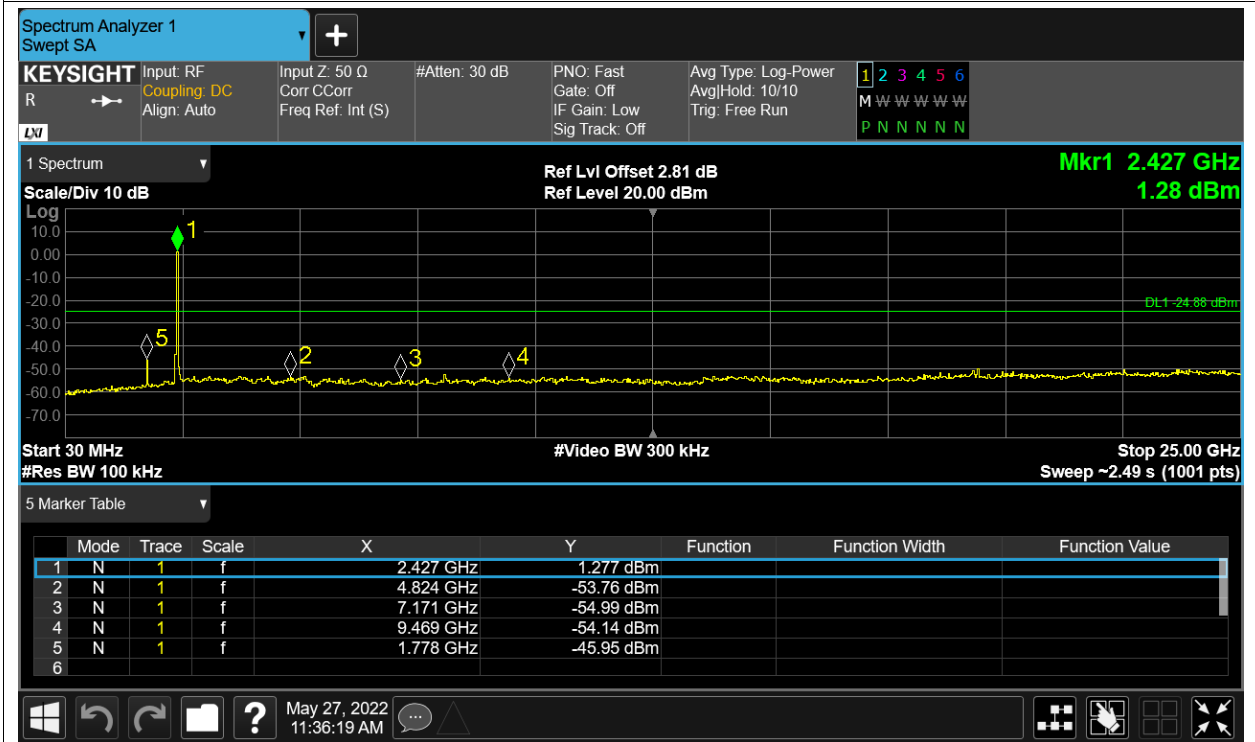 Spectrum Analyzer 1
Swept SA
KEYSIGHT Input: RF Input Z: 50 Ω #Atten: 30 dB PNO: Fast Avg Type: Log-Power 1 2 3 4 5 6
R Coupling: DC Corr CCorr Gate: Off Avg|Hold: 10/10 M W W W W W
Align: Auto Freq Ref: Int (S) IF Gain: Low Trig: Free Run
LXI Sig Track: Off P N N N N N
1 Spectrum Ref Lvl Offset 2.81 dB Mkr1 2.427 GHz
Scale/Div 10 dB Ref Level 20.00 dBm 1.28 dBm
Log
10.0 1
0.00
-10.0
-20.0 DL1 -24.88 dBm
-30.0
-40.0 5 2 3 4
-50.0
-60.0
-70.0
Start 30 MHz #Video BW 300 kHz Stop 25.00 GHz
#Res BW 100 kHz Sweep ~2.49 s (1001 pts)
5 Marker Table
Mode Trace Scale X Y Function Function Width Function Value
1 N 1 f 2.427 GHz 1.277 dBm
2 N 1 f 4.824 GHz -53.76 dBm
3 N 1 f 7.171 GHz -54.99 dBm
4 N 1 f 9.469 GHz -54.14 dBm
5 N 1 f 1.778 GHz -45.95 dBm
6
? May 27, 2022
11:36:19 AM